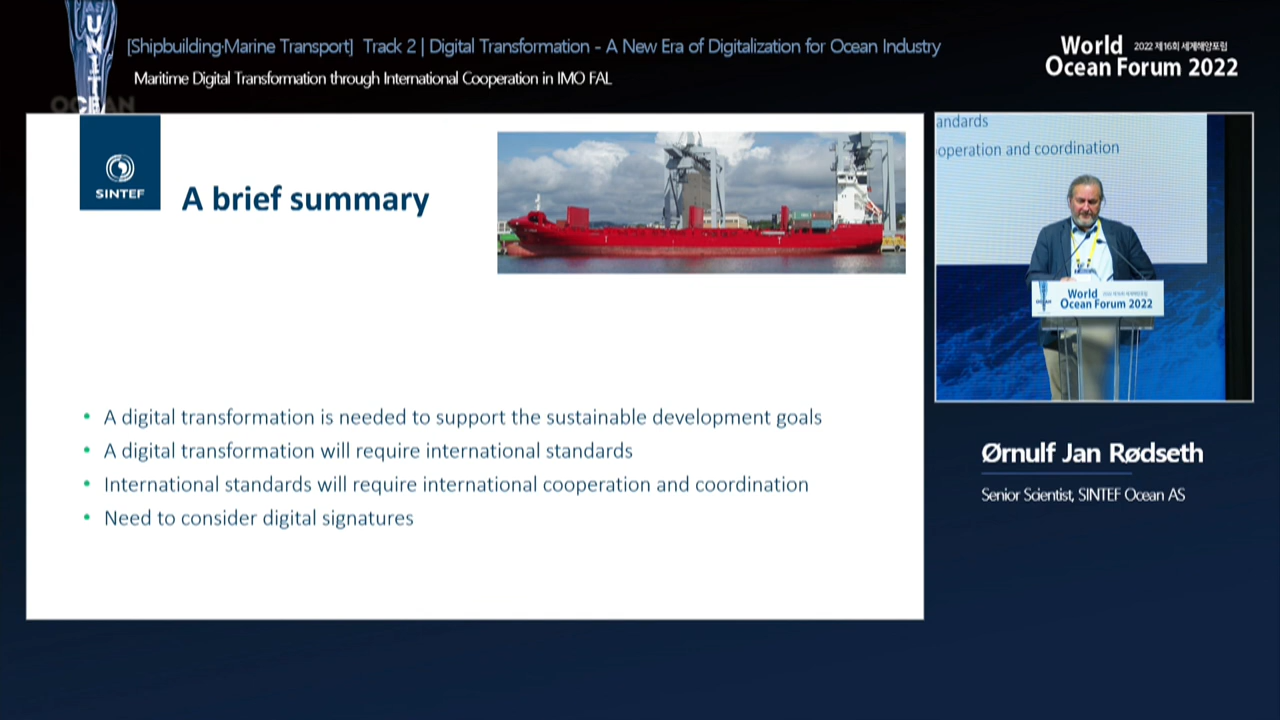 UNITE
OCEAN
[Shipbuilding·Marine Transport] Track 2 | Digital Transformation - A New Era of Digitalization for Ocean Industry
Maritime Digital Transformation through International Cooperation in IMO FAL
World 2022 제16회 세계해양포럼
Ocean Forum 2022
SINTEF
A brief summary
• A digital transformation is needed to support the sustainable development goals
• A digital transformation will require international standards
• International standards will require international cooperation and coordination
• Need to consider digital signatures
andards
operation and coordination
World
Ocean Forum 2022
Ørnulf Jan Rødseth
Senior Scientist, SINTEF Ocean AS